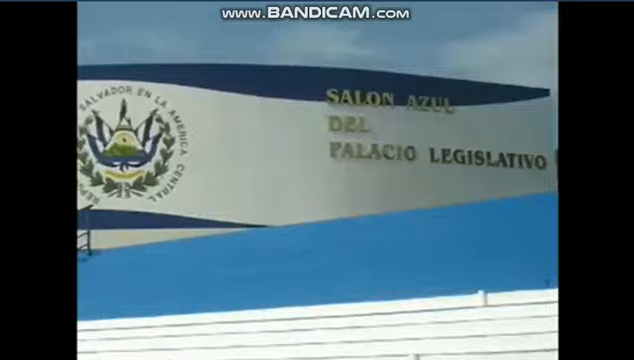 www.BANDICAM.com
SALON AZUL
DEL
PALACIO LEGISLATIVO
SALVADOR EN LA AMERICA CENTRAL